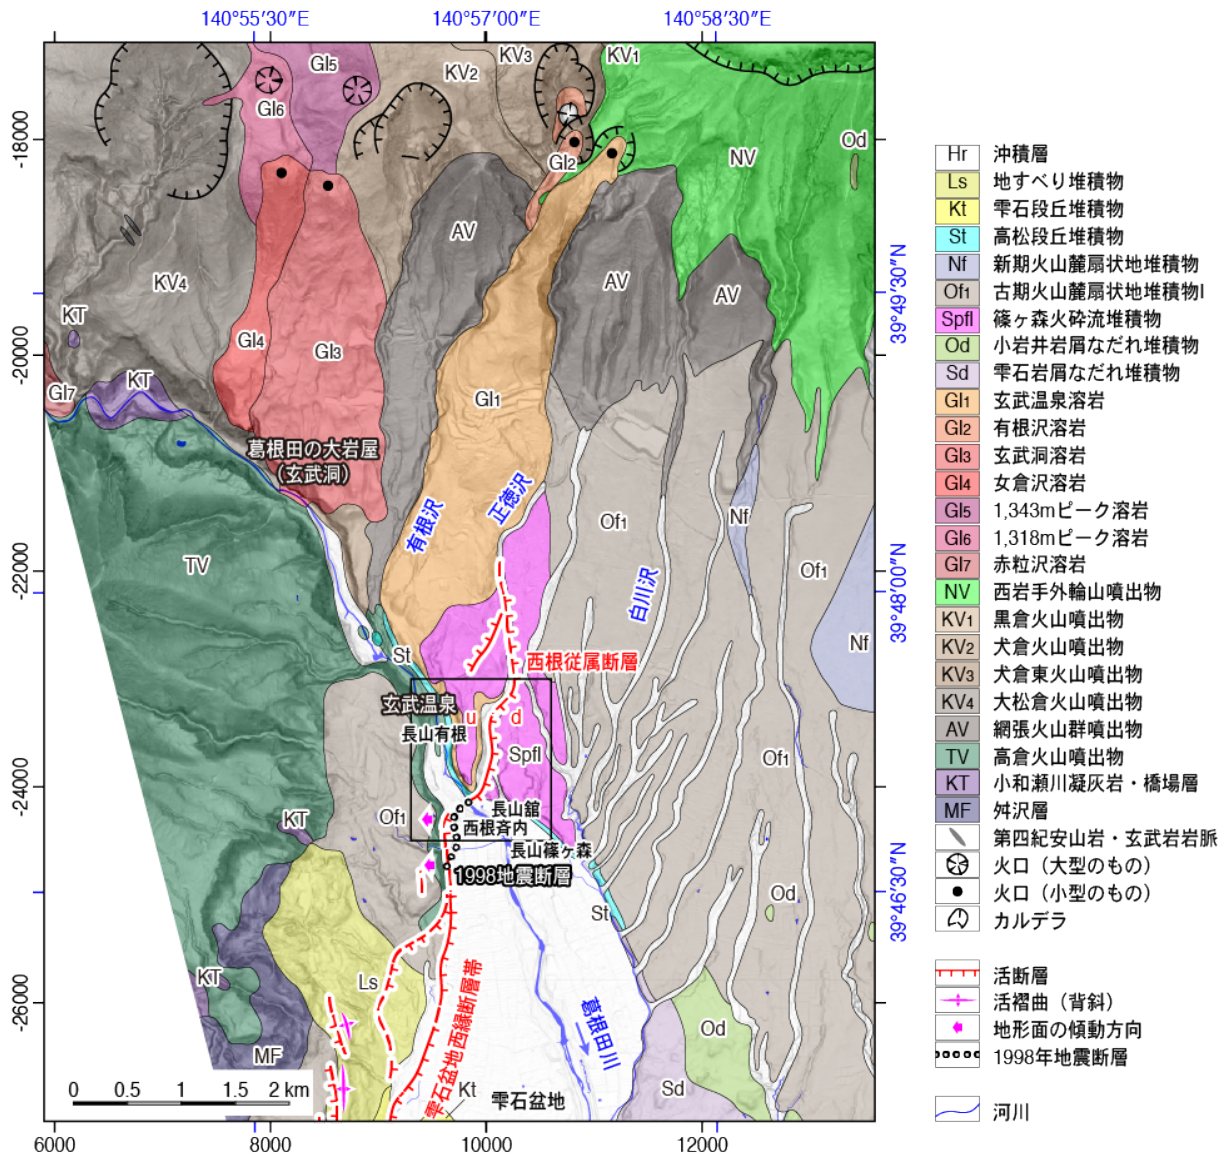 140°55′30″E
140°57′00″E
140°58′30″E
KV3
KV1
Gl5
KV2
Gl6
-18000
Od
Gl2
NV
AV
KV4
AV
AV
39°49′30″N
KT
Gl4
Gl3
-20000
KT
Gl7
Gl1
葛根田の大岩屋
(玄武洞)
正徳沢
有根沢
Of1
Nf
TV
Of1
-22000
白川沢
39°48′00″N
Nf
St
西根従属断層
玄武温泉
u
d
長山有根
Spfl
Of1
-24000
長山舘
Of1
KT
西根斉内
長山篠ヶ森
1998地震断層
Od
39°46′30″N
St
KT
Ls
雫石盆地西縁断層帯
-26000
葛根田川
Od
MF
Kt
Sd
0
0.5
1
1.5
2 km
雫石盆地
6000
8000
10000
12000
Hr 沖積層
Ls 地すべり堆積物
Kt 雫石段丘堆積物
St 高松段丘堆積物
Nf 新期火山麓扇状地堆積物
Of1 古期火山麓扇状地堆積物I
Spfl 篠ヶ森火砕流堆積物
Od 小岩井岩屑なだれ堆積物
Sd 雫石岩屑なだれ堆積物
Gl1 玄武温泉溶岩
Gl2 有根沢溶岩
Gl3 玄武洞溶岩
Gl4 女倉沢溶岩
Gl5 1,343mピーク溶岩
Gl6 1,318mピーク溶岩
Gl7 赤粒沢溶岩
NV 西岩手外輪山噴出物
KV1 黒倉火山噴出物
KV2 犬倉火山噴出物
KV3 犬倉東火山噴出物
KV4 大松倉火山噴出物
AV 網張火山群噴出物
TV 高倉火山噴出物
KT 小和瀬川凝灰岩・橋場層
MF 舛沢層
第四紀安山岩・玄武岩岩脈
火口（大型のもの）
火口（小型のもの）
カルデラ
活断層
活褶曲（背斜）
地形面の傾動方向
1998年地震断層
河川